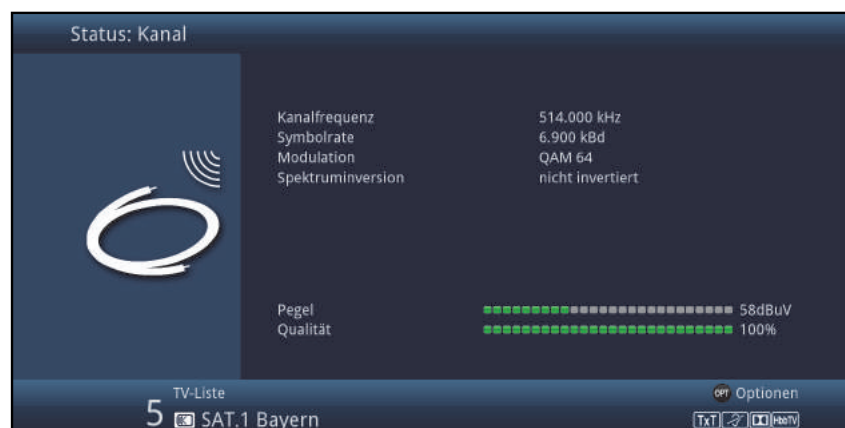 Status: Kanal
Kanalfrequenz 514.000 kHz
Symbolrate 6.900 kBd
Modulation QAM 64
Spektruminversion nicht invertiert
Pegel 58dBuV
Qualität 100%
TV-Liste
OPT Optionen
5 SAT.1 Bayern
TxT HbbTV